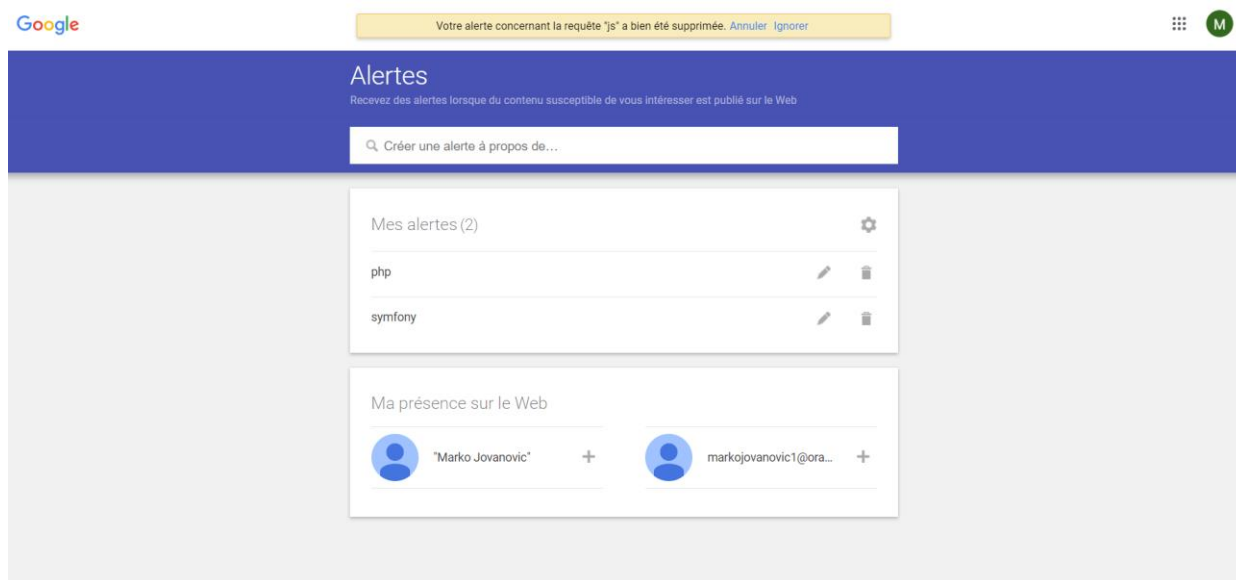 Google
Votre alerte concernant la requête "js" a bien été supprimée. Annuler Ignorer
M
Alertes
Recevez des alertes lorsque du contenu susceptible de vous intéresser est publié sur le Web
Créer une alerte à propos de…
Mes alertes (2)
php
symfony
Ma présence sur le Web
"Marko Jovanovic"
markojovanovic1@ora...